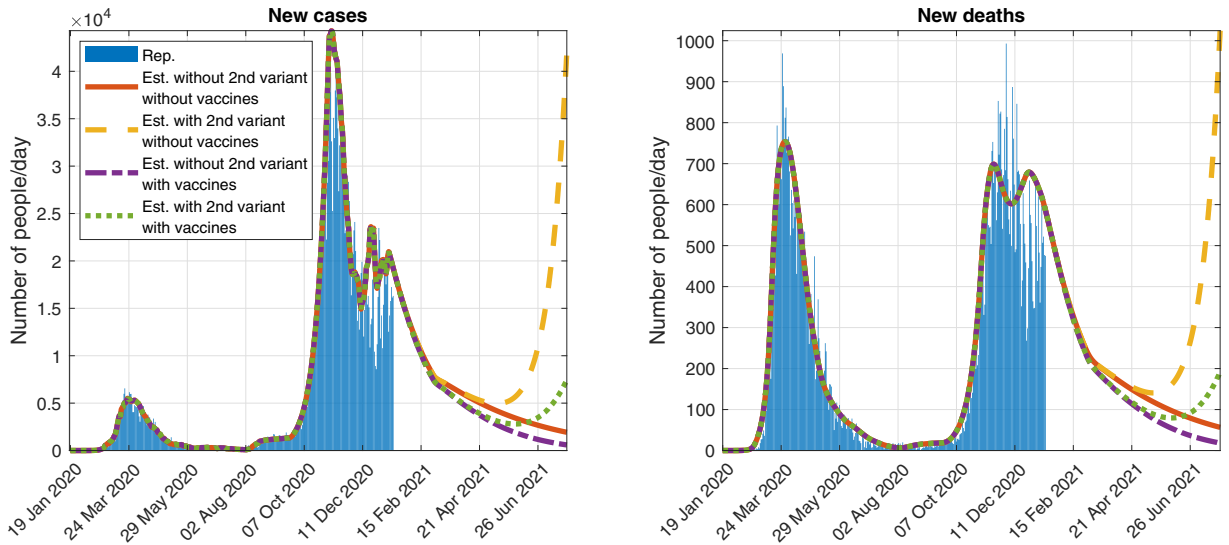 New cases
×10⁴
4
3.5
3
2.5
2
1.5
1
0.5
0
Number of people/day
Rep.
Est. without 2nd variant
without vaccines
Est. with 2nd variant
without vaccines
Est. without 2nd variant
with vaccines
Est. with 2nd variant
with vaccines
19 Jan 2020
24 Mar 2020
29 May 2020
02 Aug 2020
07 Oct 2020
11 Dec 2020
15 Feb 2021
21 Apr 2021
26 Jun 2021
New deaths
1000
900
800
700
600
500
400
300
200
100
0
Number of people/day
19 Jan 2020
24 Mar 2020
29 May 2020
02 Aug 2020
07 Oct 2020
11 Dec 2020
15 Feb 2021
21 Apr 2021
26 Jun 2021